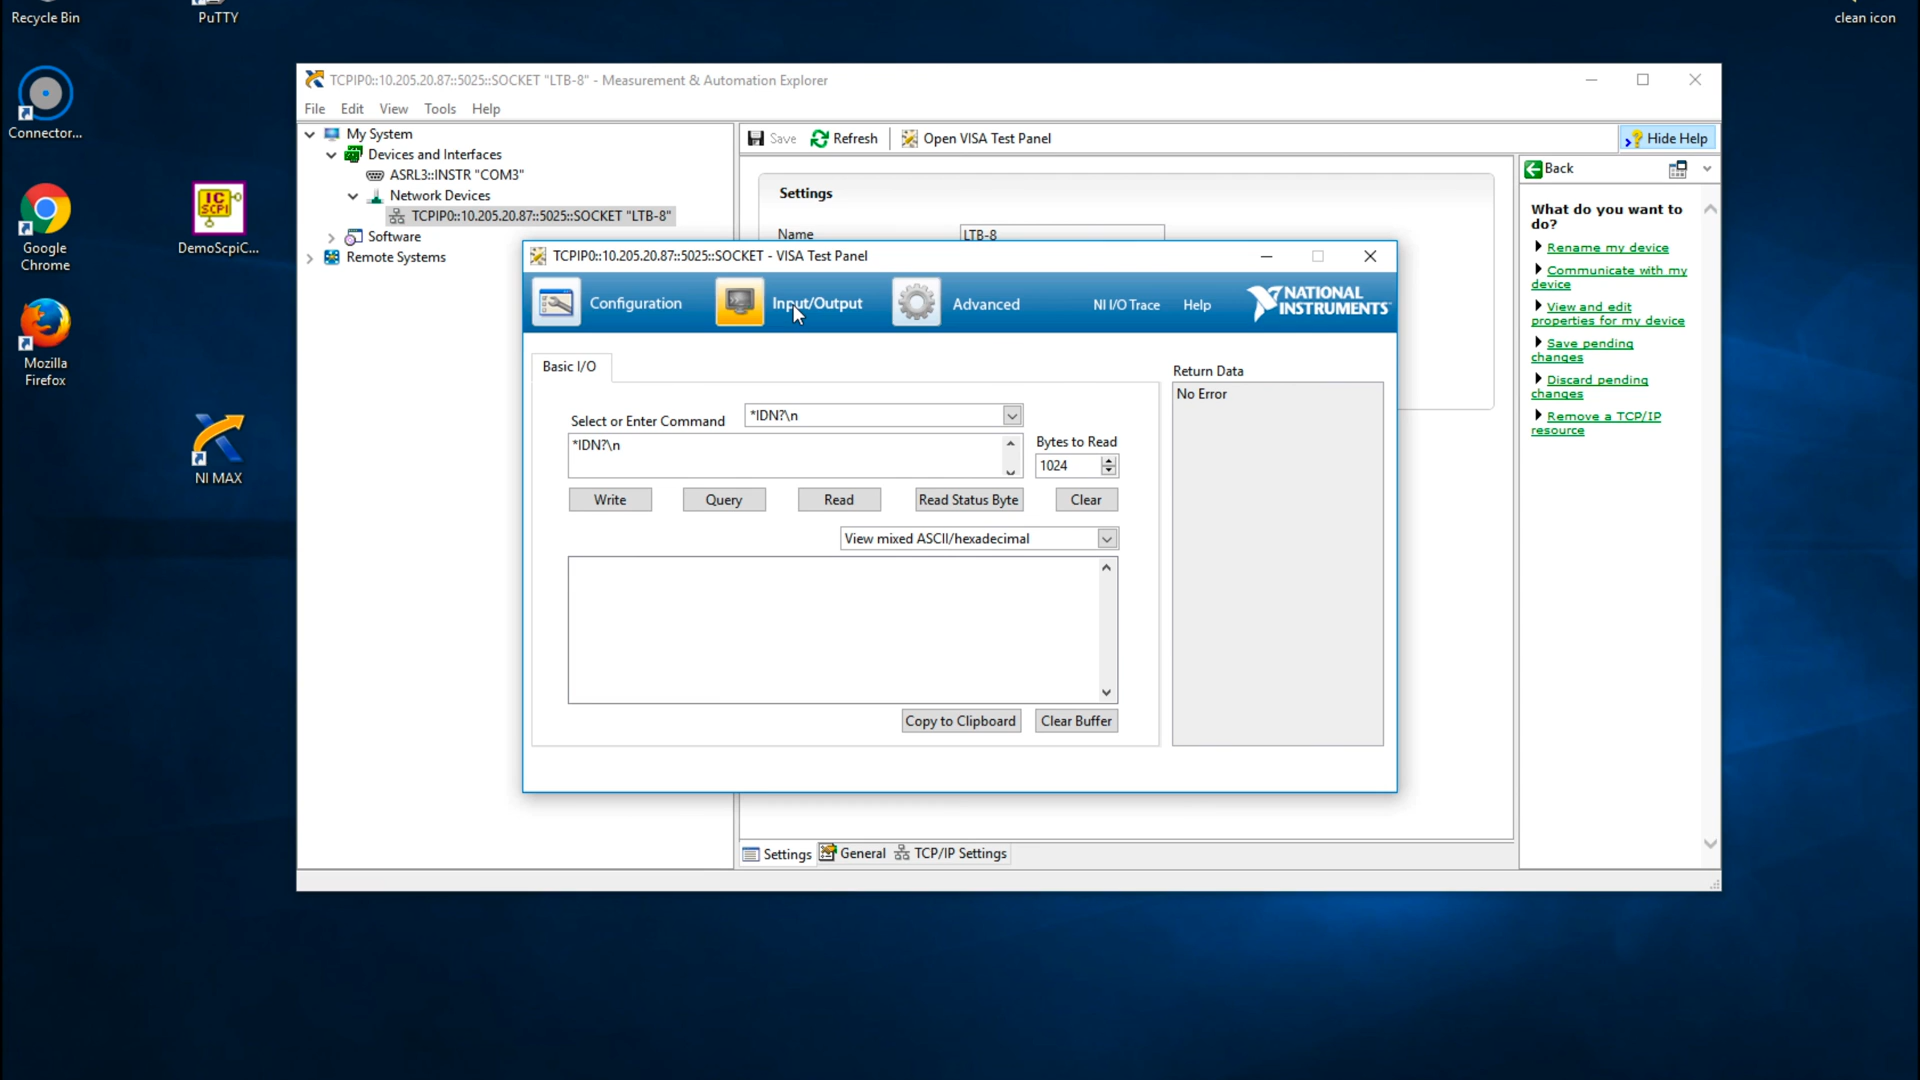 Recycle Bin
PuTTY
clean icon
Connector...
Google
Chrome
DemoScpiC...
Mozilla
Firefox
NI MAX
TCPIP0::10.205.20.87::5025::SOCKET "LTB-8" - Measurement & Automation Explorer
File Edit View Tools Help
My System
Devices and Interfaces
ASRL3::INSTR "COM3"
Network Devices
TCPIP0::10.205.20.87::5025::SOCKET "LTB-8"
Software
Remote Systems
Save Refresh Open VISA Test Panel Hide Help
Settings
Name LTB-8
Back
What do you want to
do?
Rename my device
Communicate with my
device
View and edit
properties for my device
Save pending
changes
Discard pending
changes
Remove a TCP/IP
resource
TCPIP0::10.205.20.87::5025::SOCKET - VISA Test Panel
Configuration Input/Output Advanced NI I/O Trace Help NATIONAL
INSTRUMENTS
Basic I/O
Return Data
No Error
Select or Enter Command *IDN?\n
*IDN?\n
Bytes to Read
1024
Write Query Read Read Status Byte Clear
View mixed ASCII/hexadecimal
Copy to Clipboard Clear Buffer
Settings General TCP/IP Settings
IC
SCPI